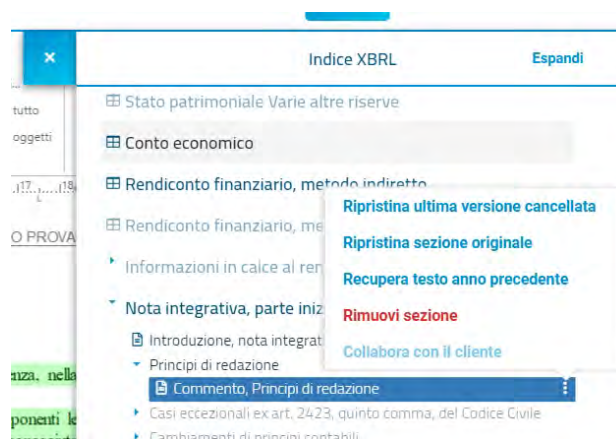 ×
Indice XBRL
Espandi
tutto
oggetti
17
18
O PROVA
enza, nella
ponenti le
Stato patrimoniale Varie altre riserve
Conto economico
Rendiconto finanziario, metodo indiretto
Rendiconto finanziario, me
Informazioni in calce al ren
Nota integrativa, parte iniz
Introduzione, nota integrat
Principi di redazione
Commento, Principi di redazione
Casi eccezionali ex art. 2423, quinto comma, del Codice Civile
Cambiamenti di principi contabili
Ripristina ultima versione cancellata
Ripristina sezione originale
Recupera testo anno precedente
Rimuovi sezione
Collabora con il cliente